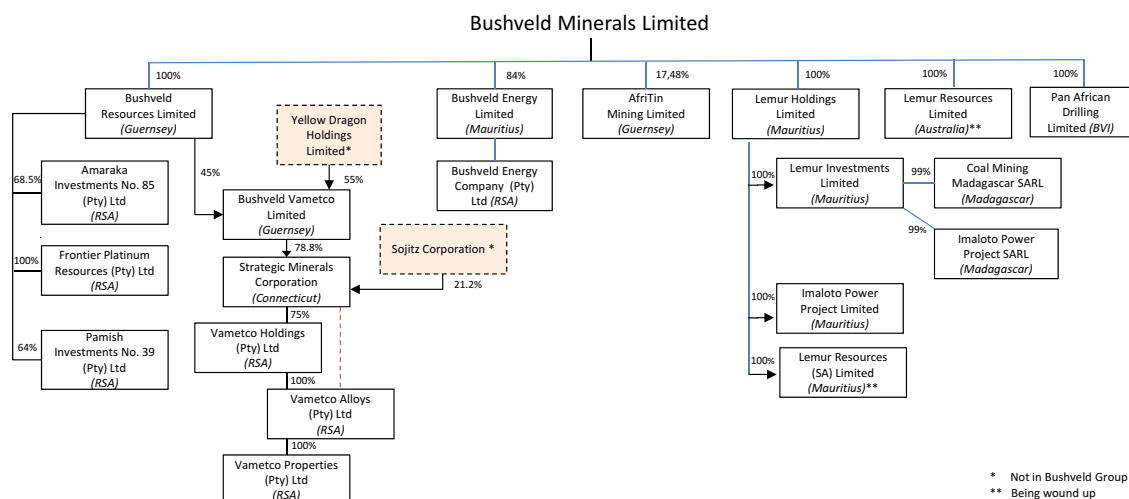 Bushveld Minerals Limited
100%
84%
17,48%
100%
100%
100%
Bushveld
Resources Limited
(Guernsey)
Yellow Dragon
Holdings
Limited*
Bushveld Energy
Limited
(Mauritius)
AfriTin
Mining Limited
(Guernsey)
Lemur Holdings
Limited
(Mauritius)
Lemur Resources
Limited
(Australia)**
Pan African
Drilling
Limited (BVI)
68.5%
Amaraka
Investments No. 85
(Pty) Ltd
(RSA)
45%
55%
Bushveld Energy
Company (Pty)
Ltd (RSA)
100%
Lemur Investments
Limited
(Mauritius)
99%
Coal Mining
Madagascar SARL
(Madagascar)
Bushveld Vametco
Limited
(Guernsey)
99%
Imaloto Power
Project SARL
(Madagascar)
78.8%
Sojitz Corporation *
100%
Frontier Platinum
Resources (Pty) Ltd
(RSA)
Strategic Minerals
Corporation
(Connecticut)
21.2%
75%
100%
Imaloto Power
Project Limited
(Mauritius)
64%
Pamish
Investments No. 39
(Pty) Ltd
(RSA)
Vametco Holdings
(Pty) Ltd
(RSA)
100%
Lemur Resources
(SA) Limited
(Mauritius)**
100%
Vametco Alloys
(Pty) Ltd
(RSA)
100%
Vametco Properties
(Pty) Ltd
(RSA)
* Not in Bushveld Group
** Being wound up